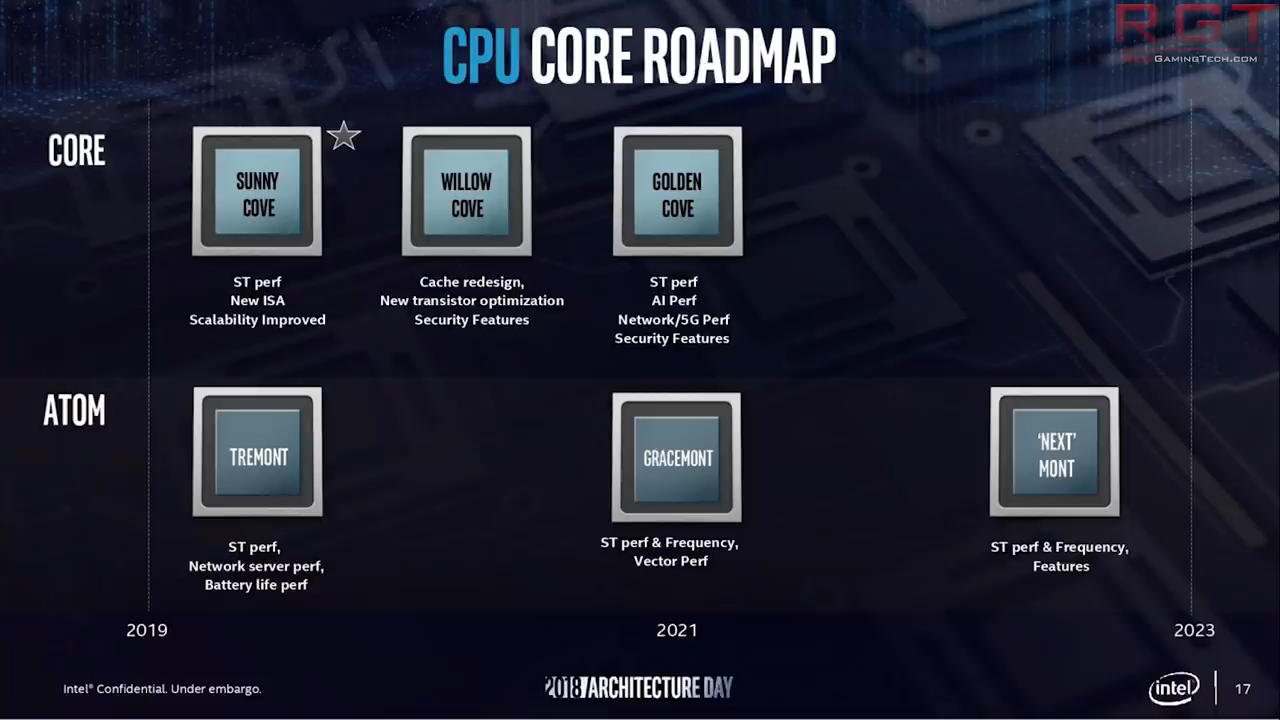 RGT
REDGAMINGTECH.COM
CPU CORE ROADMAP
CORE
SUNNY
COVE
WILLOW
COVE
GOLDEN
COVE
ST perf
New ISA
Scalability Improved
Cache redesign,
New transistor optimization
Security Features
ST perf
AI Perf
Network/5G Perf
Security Features
ATOM
TREMONT
GRACEMONT
‘NEXT’
MONT
ST perf,
Network server perf,
Battery life perf
ST perf & Frequency,
Vector Perf
ST perf & Frequency,
Features
2019
2021
2023
Intel® Confidential. Under embargo.
2018 ARCHITECTURE DAY
intel
17